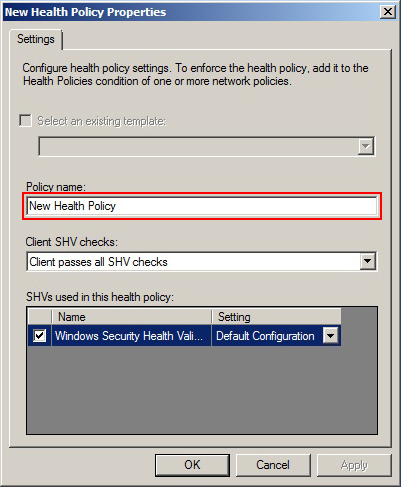 New Health Policy Properties
Settings
Configure health policy settings. To enforce the health policy, add it to the
Health Policies condition of one or more network policies.
Select an existing template:
Policy name:
New Health Policy
Client SHV checks:
Client passes all SHV checks
SHVs used in this health policy:
Name Setting
Windows Security Health Vali... Default Configuration
OK Cancel Apply